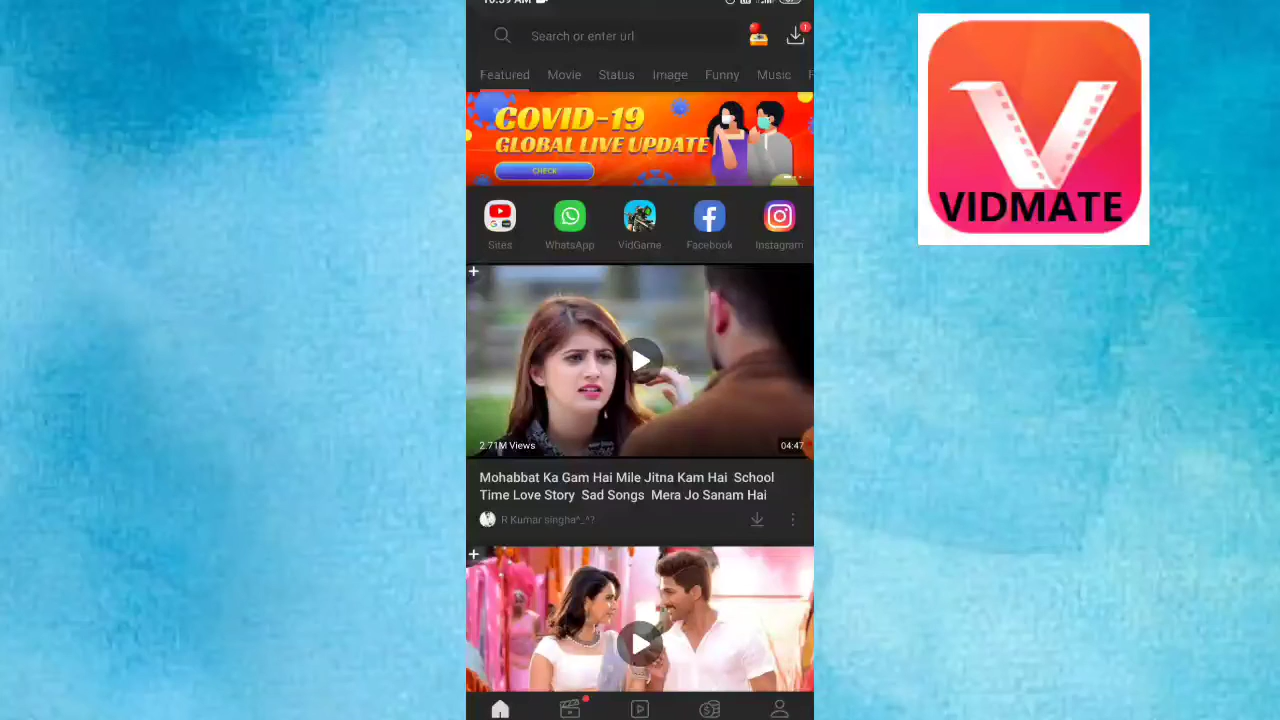 Search or enter url
1
Featured Movie Status Image Funny Music
COVID-19
GLOBAL LIVE UPDATE
CHECK
Sites WhatsApp VidGame Facebook Instagram
2.71M Views 04:47
Mohabbat Ka Gam Hai Mile Jitna Kam Hai School
Time Love Story Sad Songs Mera Jo Sanam Hai
R Kumar singha^_^?
VIDMATE